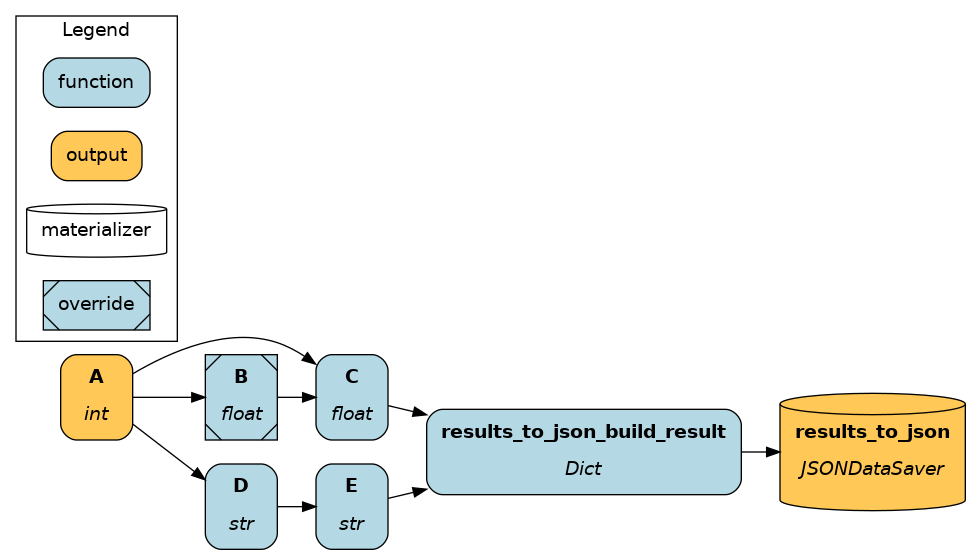 Legend
function
output
materializer
override
A
int
B
float
C
float
D
str
E
str
results_to_json_build_result
Dict
results_to_json
JSONDataSaver